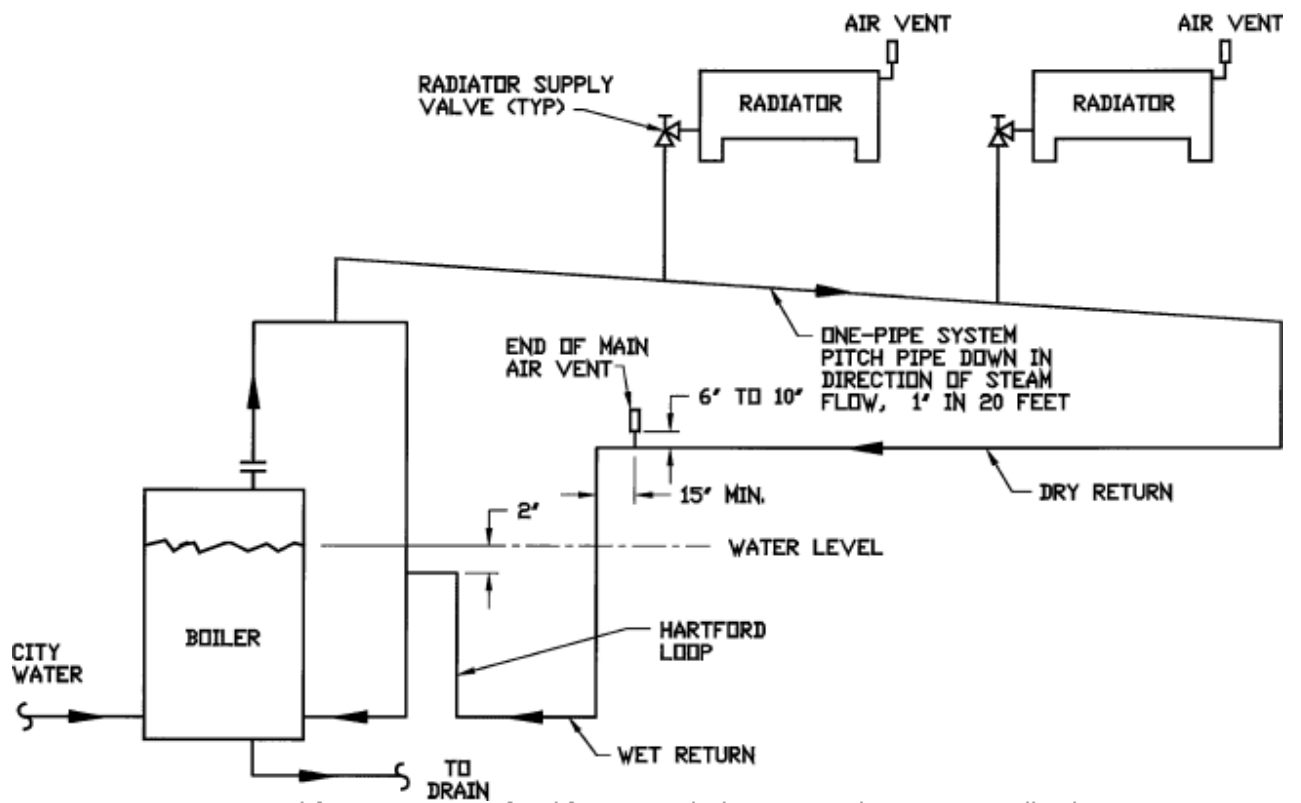 AIR VENT
AIR VENT
RADIATOR SUPPLY
VALVE (TYP)
RADIATOR
RADIATOR
END OF MAIN
AIR VENT
ONE-PIPE SYSTEM
PITCH PIPE DOWN IN
DIRECTION OF STEAM
FLOW, 1" IN 20 FEET
6" TO 10"
15" MIN.
DRY RETURN
2"
WATER LEVEL
BOILER
HARTFORD
LOOP
CITY
WATER
WET RETURN
TO
DRAIN